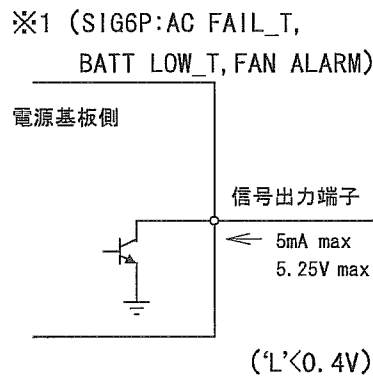 ※1 (SIG6P:AC FAIL_T,
BATT LOW_T,FAN ALARM)
電源基板側
信号出力端子
5mA max
5.25V max
('L'<0.4V)